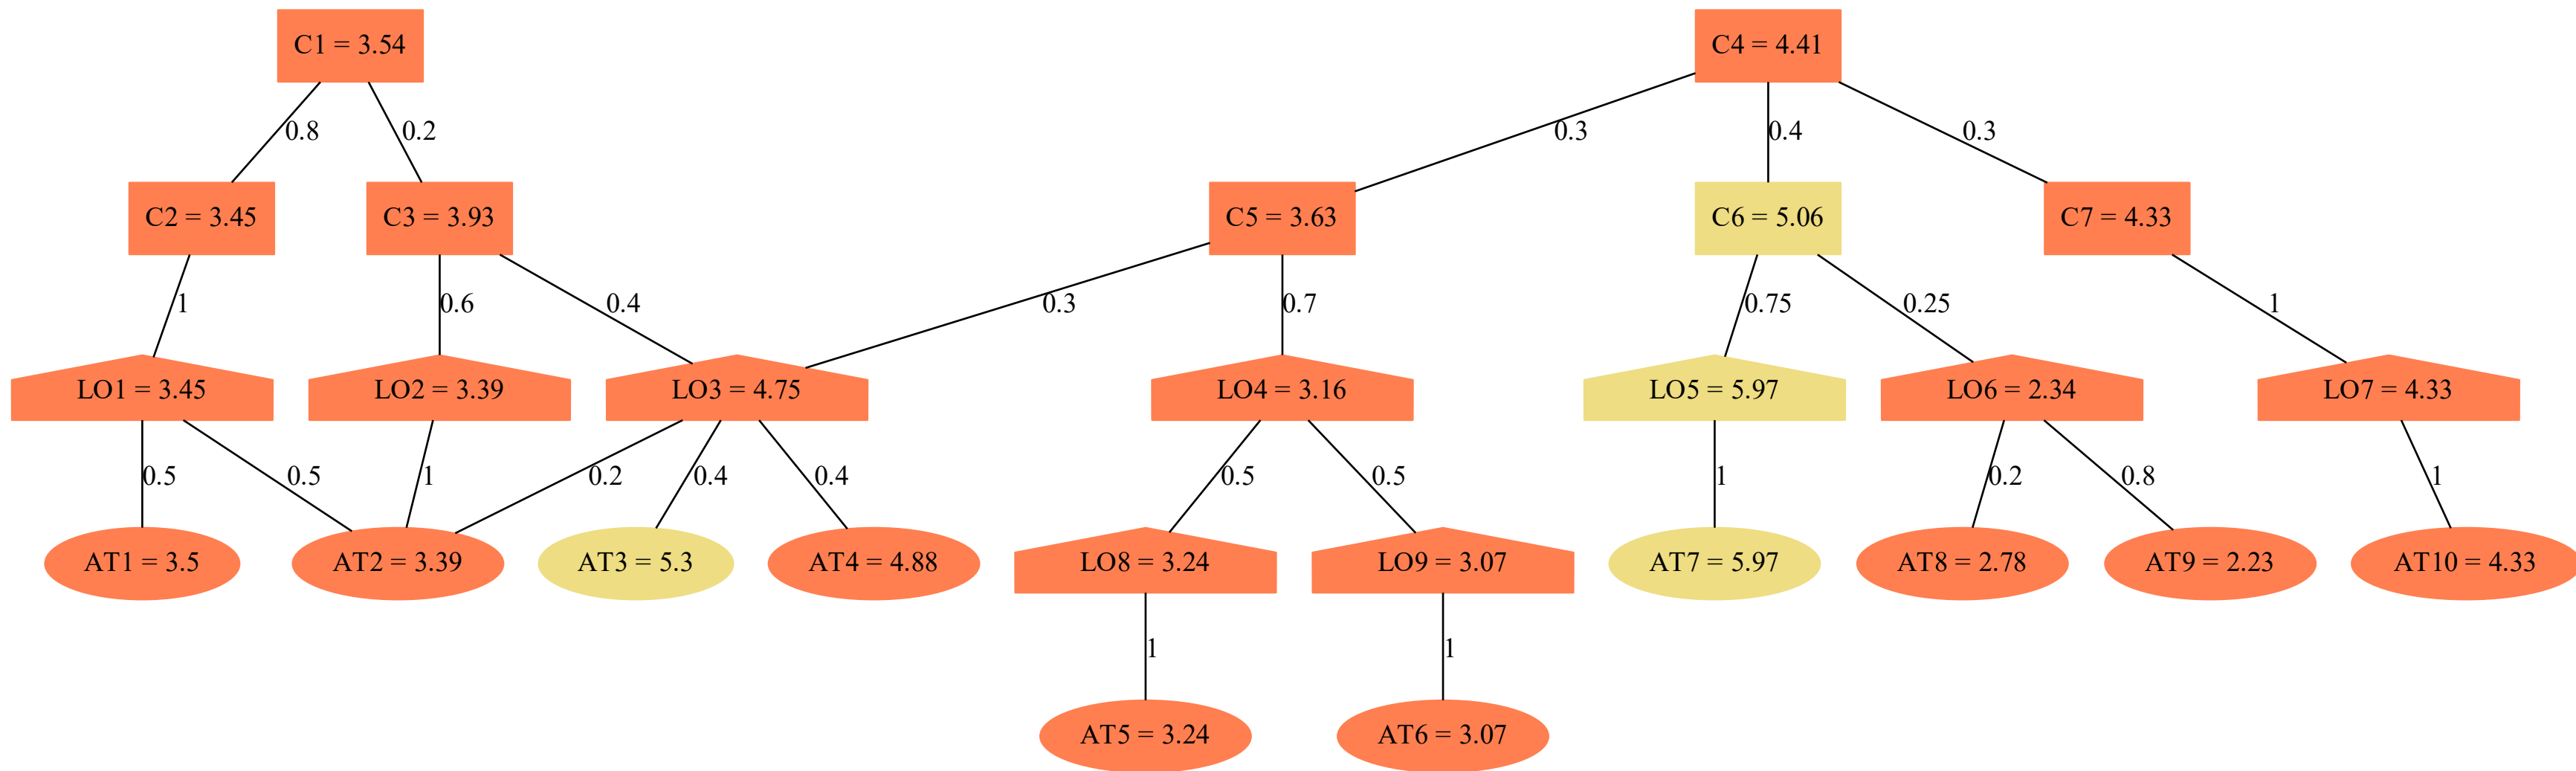 C1 = 3.54
C4 = 4.41
0.8
0.2
0.3
0.4
0.3
C2 = 3.45
C3 = 3.93
C5 = 3.63
C6 = 5.06
C7 = 4.33
1
0.6
0.4
0.3
0.7
0.75
0.25
1
LO1 = 3.45
LO2 = 3.39
LO3 = 4.75
LO4 = 3.16
LO5 = 5.97
LO6 = 2.34
LO7 = 4.33
0.5
0.5
1
0.2
0.4
0.4
0.5
0.5
1
0.2
0.8
1
AT1 = 3.5
AT2 = 3.39
AT3 = 5.3
AT4 = 4.88
LO8 = 3.24
LO9 = 3.07
AT7 = 5.97
AT8 = 2.78
AT9 = 2.23
AT10 = 4.33
1
1
AT5 = 3.24
AT6 = 3.07